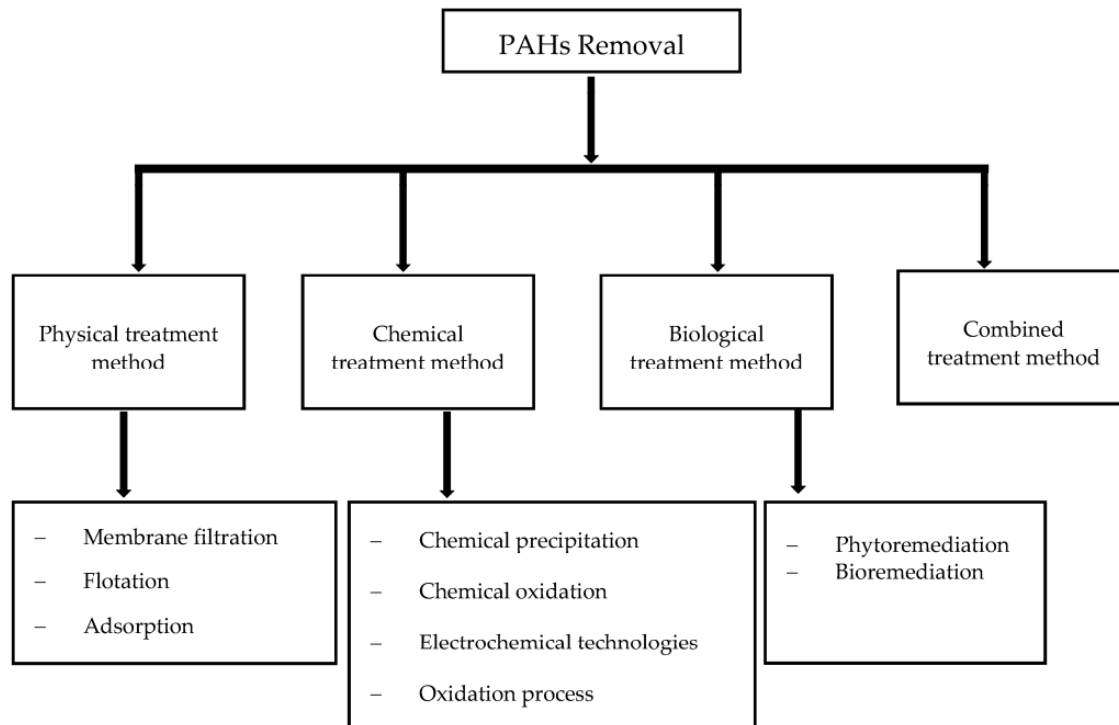 PAHs Removal
Physical treatment
method
Chemical
treatment method
Biological
treatment method
Combined
treatment method
– Membrane filtration
– Flotation
– Adsorption
– Chemical precipitation
– Chemical oxidation
– Electrochemical technologies
– Oxidation process
– Phytoremediation
– Bioremediation